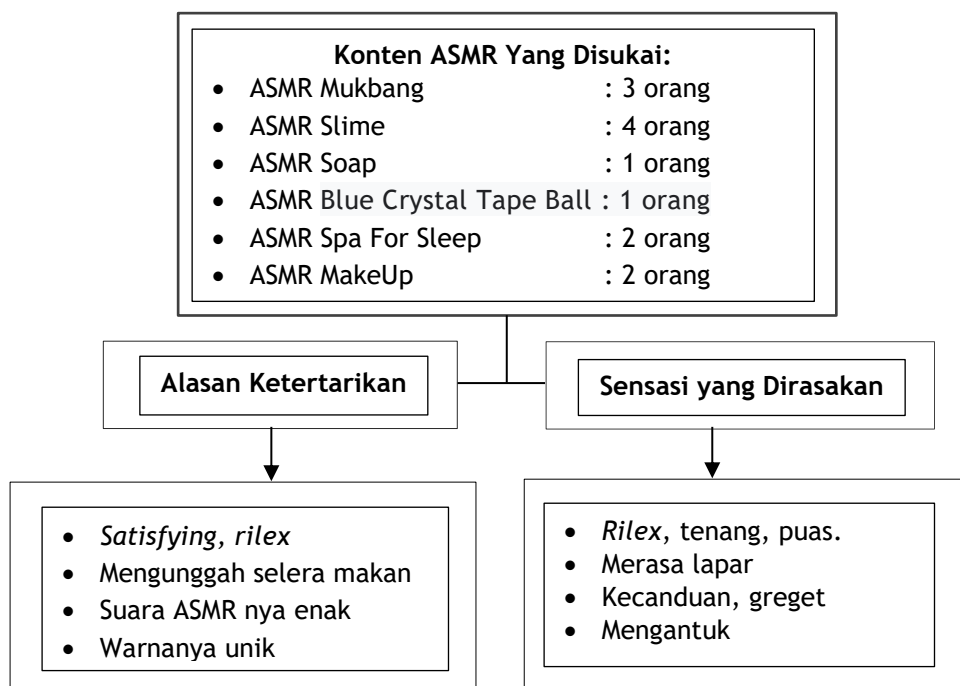 Konten ASMR Yang Disukai:
• ASMR Mukbang : 3 orang
• ASMR Slime : 4 orang
• ASMR Soap : 1 orang
• ASMR Blue Crystal Tape Ball : 1 orang
• ASMR Spa For Sleep : 2 orang
• ASMR MakeUp : 2 orang
Alasan Ketertarikan
Sensasi yang Dirasakan
• Satisfying, rilex
• Mengunggah selera makan
• Suara ASMR nya enak
• Warnanya unik
• Rilex, tenang, puas.
• Merasa lapar
• Kecanduan, greget
• Mengantuk